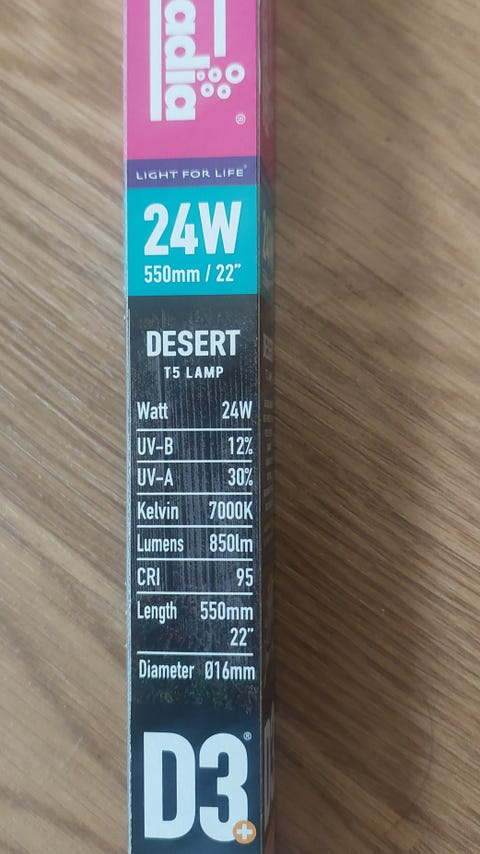 adia
®
LIGHT FOR LIFE®
24W
550mm / 22"
DESERT
T5 LAMP
Watt 24W
UV-B 12%
UV-A 30%
Kelvin 7000K
Lumens 850lm
CRI 95
Length 550mm
22"
Diameter Ø16mm
D3®
+